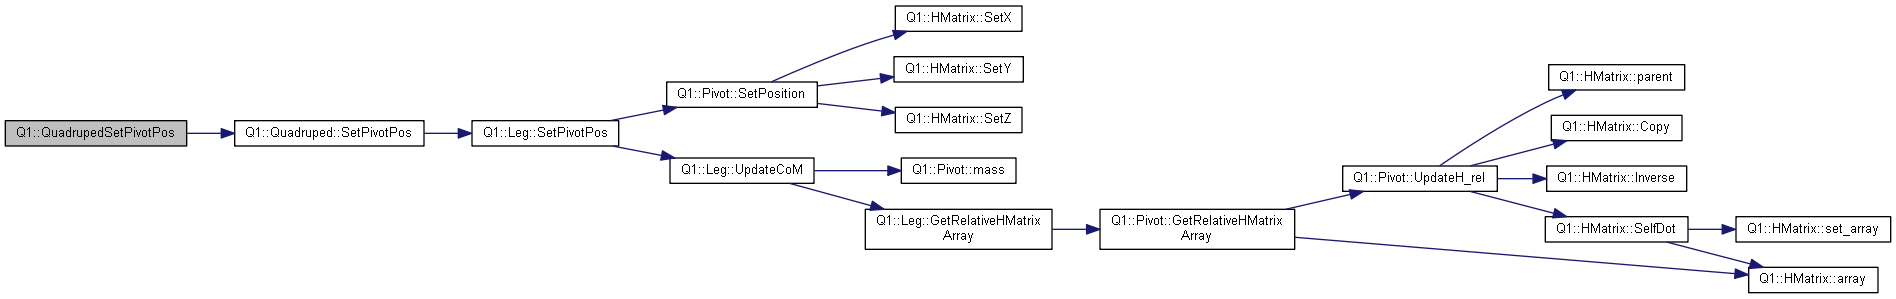 Q1::QuadrupedSetPivotPos
Q1::Quadruped::SetPivotPos
Q1::Leg::SetPivotPos
Q1::Pivot::SetPosition
Q1::HMatrix::SetX
Q1::HMatrix::SetY
Q1::HMatrix::SetZ
Q1::Leg::UpdateCoM
Q1::Pivot::mass
Q1::Leg::GetRelativeHMatrix
Array
Q1::Pivot::GetRelativeHMatrix
Array
Q1::Pivot::UpdateH_rel
Q1::HMatrix::parent
Q1::HMatrix::Copy
Q1::HMatrix::Inverse
Q1::HMatrix::SelfDot
Q1::HMatrix::set_array
Q1::HMatrix::array